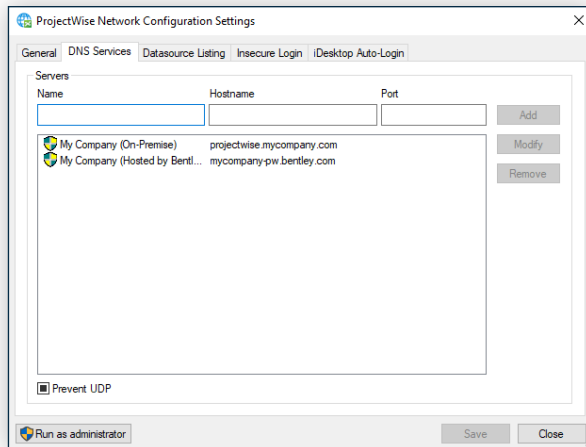 ProjectWise Network Configuration Settings
General DNS Services Datasource Listing Insecure Login iDesktop Auto-Login
Servers
Name Hostname Port
Add
My Company (On-Premise) projectwise.mycompany.com
Modify
My Company (Hosted by Bentl... mycompany-pw.bentley.com
Remove
Prevent UDP
Run as administrator Save Close